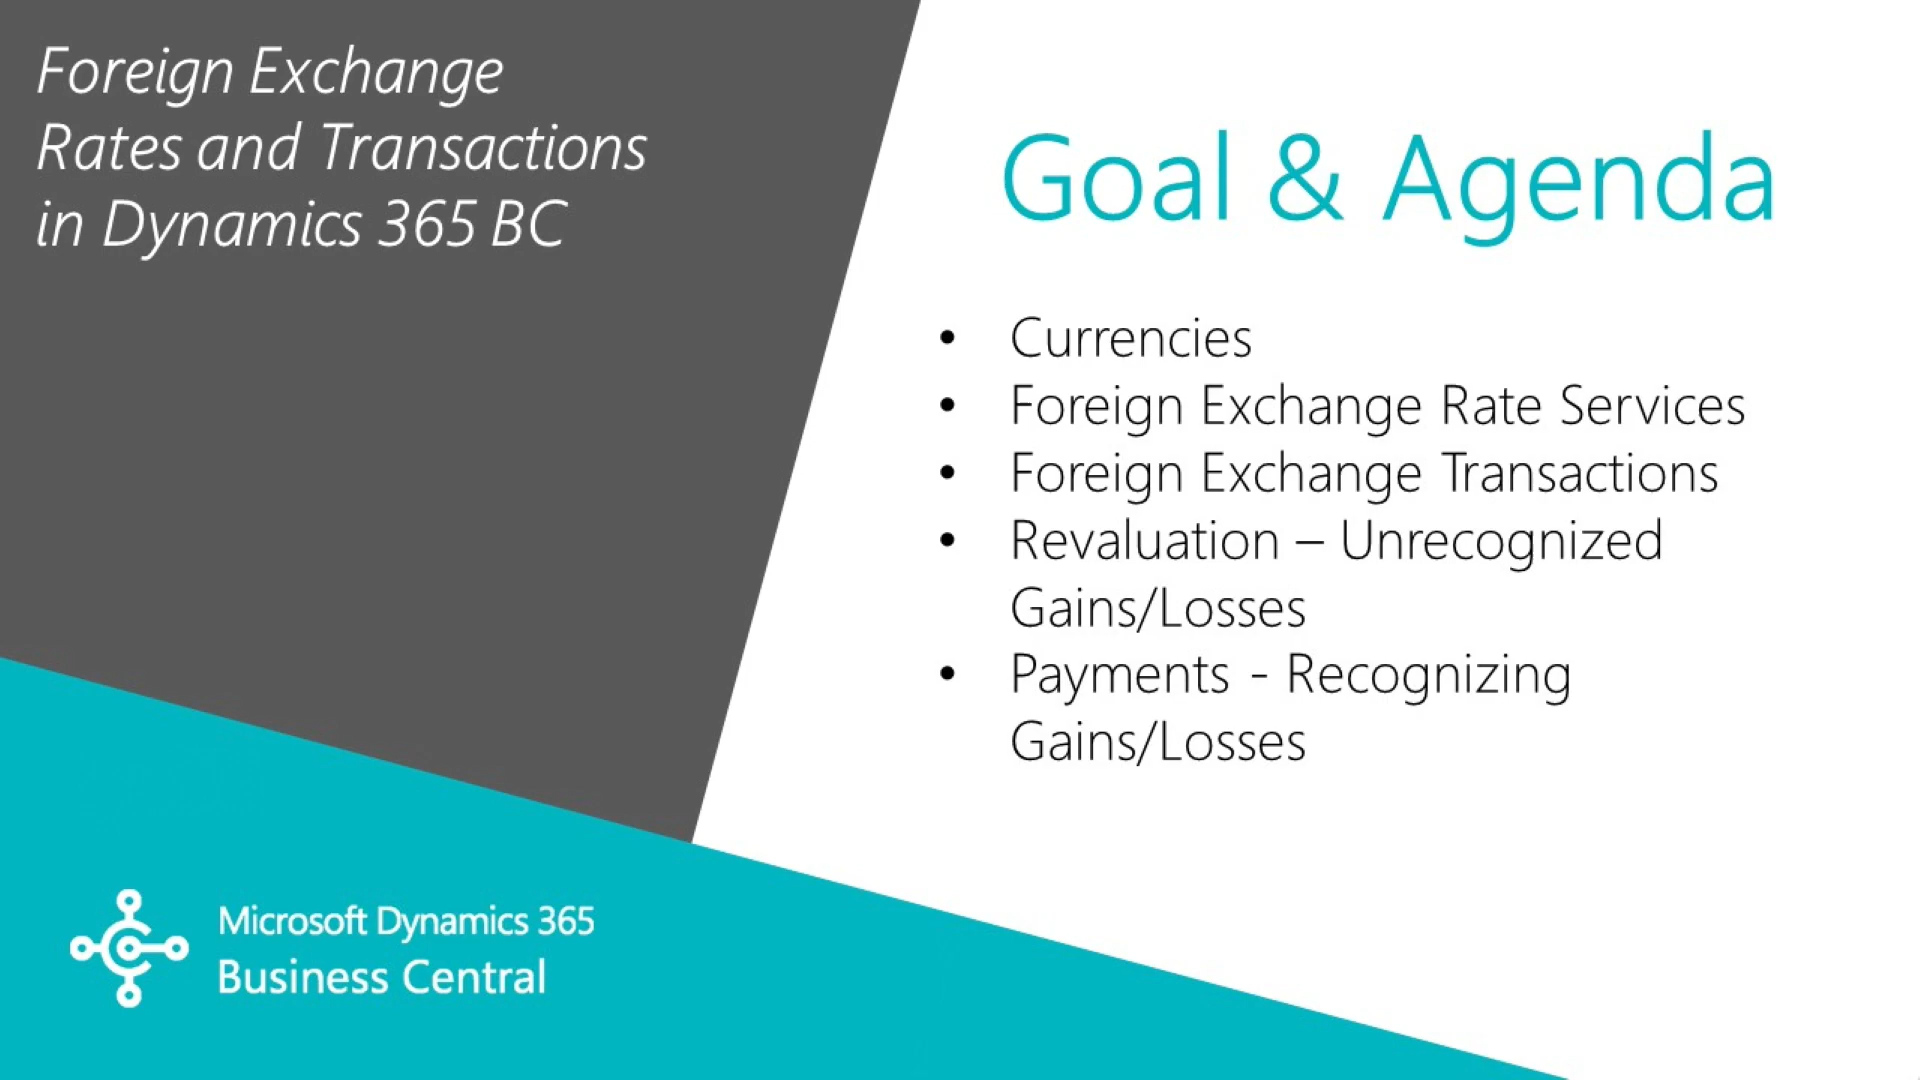 Foreign Exchange
Rates and Transactions
in Dynamics 365 BC
Goal & Agenda
• Currencies
• Foreign Exchange Rate Services
• Foreign Exchange Transactions
• Revaluation – Unrecognized
Gains/Losses
• Payments - Recognizing
Gains/Losses
Microsoft Dynamics 365
Business Central